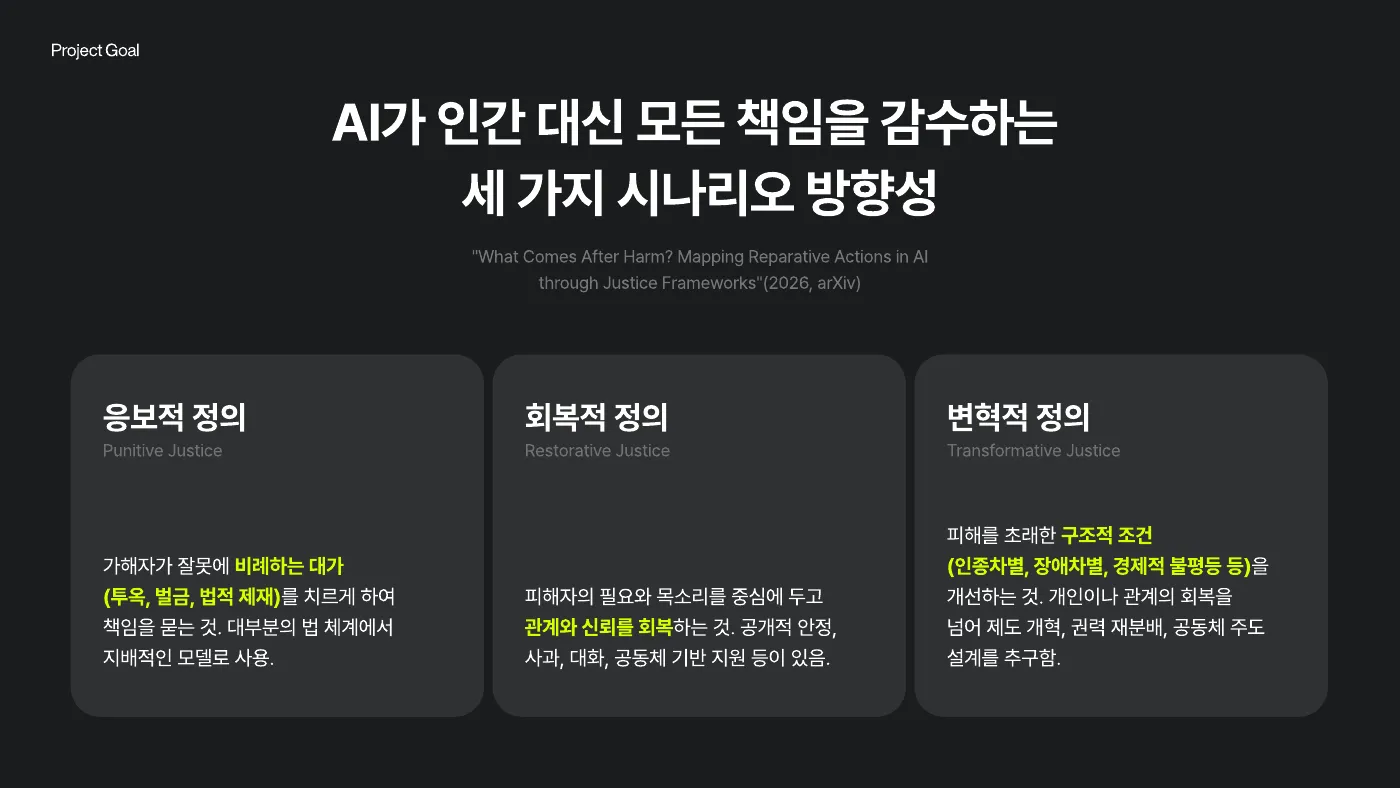 Project Goal
AI가 인간 대신 모든 책임을 감수하는
세 가지 시나리오 방향성
"What Comes After Harm? Mapping Reparative Actions in AI
through Justice Frameworks"(2026, arXiv)
응보적 정의
Punitive Justice
가해자가 잘못에 비례하는 대가
(투옥, 벌금, 법적 제재)를 치르게 하여
책임을 묻는 것. 대부분의 법 체계에서
지배적인 모델로 사용.
회복적 정의
Restorative Justice
피해자의 필요와 목소리를 중심에 두고
관계와 신뢰를 회복하는 것. 공개적 안정,
사과, 대화, 공동체 기반 지원 등이 있음.
변혁적 정의
Transformative Justice
피해를 초래한 구조적 조건
(인종차별, 장애차별, 경제적 불평등 등)을
개선하는 것. 개인이나 관계의 회복을
넘어 제도 개혁, 권력 재분배, 공동체 주도
설계를 추구함.